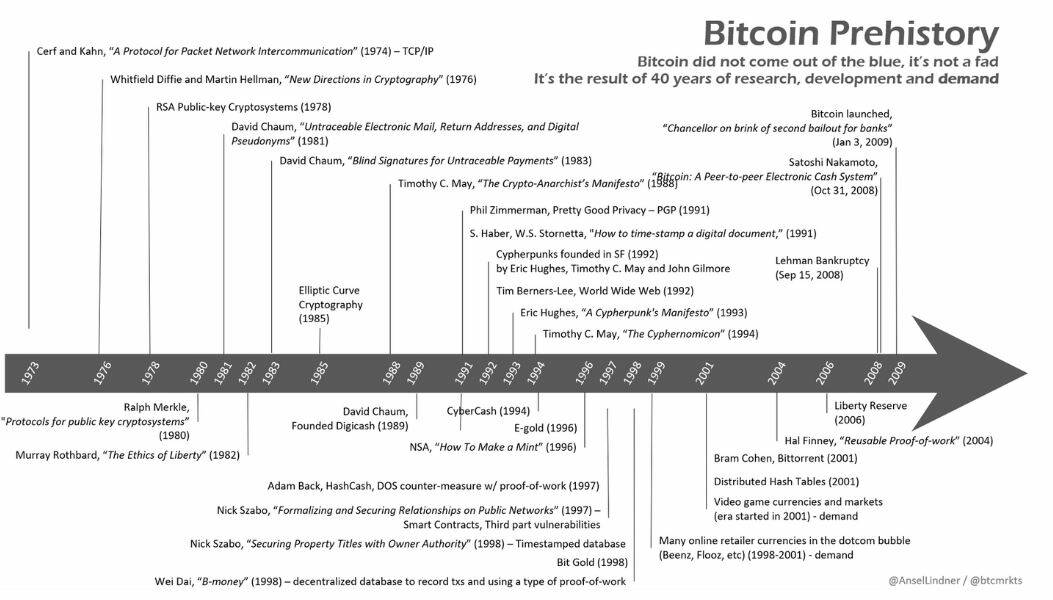 Bitcoin Prehistory
Bitcoin did not come out of the blue, it's not a fad
It's the result of 40 years of research, development and demand
Cerf and Kahn, "A Protocol for Packet Network Intercommunication" (1974) – TCP/IP
Whitfield Diffie and Martin Hellman, "New Directions in Cryptography" (1976)
RSA Public-key Cryptosystems (1978)
David Chaum, "Untraceable Electronic Mail, Return Addresses, and Digital
Pseudonyms" (1981)
David Chaum, "Blind Signatures for Untraceable Payments" (1983)
Timothy C. May, "The Crypto-Anarchist's Manifesto" (1988)
Phil Zimmerman, Pretty Good Privacy – PGP (1991)
S. Haber, W.S. Stornetta, "How to time-stamp a digital document," (1991)
Cypherpunks founded in SF (1992)
by Eric Hughes, Timothy C. May and John Gilmore
Tim Berners-Lee, World Wide Web (1992)
Elliptic Curve
Cryptography
(1985)
Eric Hughes, "A Cypherpunk's Manifesto" (1993)
Timothy C. May, "The Cyphernomicon" (1994)
Bitcoin launched,
"Chancellor on brink of second bailout for banks"
(Jan 3, 2009)
Satoshi Nakamoto,
"Bitcoin: A Peer-to-peer Electronic Cash System"
(Oct 31, 2008)
Lehman Bankruptcy
(Sep 15, 2008)
1973 1976 1978 1980 1981 1982 1983 1985 1988 1989 1991 1992 1993 1994 1996 1997 1998 1999 2001 2004 2006 2008 2009
Ralph Merkle,
"Protocols for public key cryptosystems"
(1980)
Murray Rothbard, "The Ethics of Liberty" (1982)
David Chaum,
Founded Digicash (1989)
CyberCash (1994)
E-gold (1996)
NSA, "How To Make a Mint" (1996)
Adam Back, HashCash, DOS counter-measure w/ proof-of-work (1997)
Nick Szabo, "Formalizing and Securing Relationships on Public Networks" (1997) –
Smart Contracts, Third part vulnerabilities
Nick Szabo, "Securing Property Titles with Owner Authority" (1998) – Timestamped database
Bit Gold (1998)
Wei Dai, "B-money" (1998) – decentralized database to record txs and using a type of proof-of-work
Liberty Reserve
(2006)
Hal Finney, "Reusable Proof-of-work" (2004)
Bram Cohen, Bittorrent (2001)
Distributed Hash Tables (2001)
Video game currencies and markets
(era started in 2001) - demand
Many online retailer currencies in the dotcom bubble
(Beenz, Flooz, etc) (1998-2001) - demand
@AnselLindner / @btcmrkts